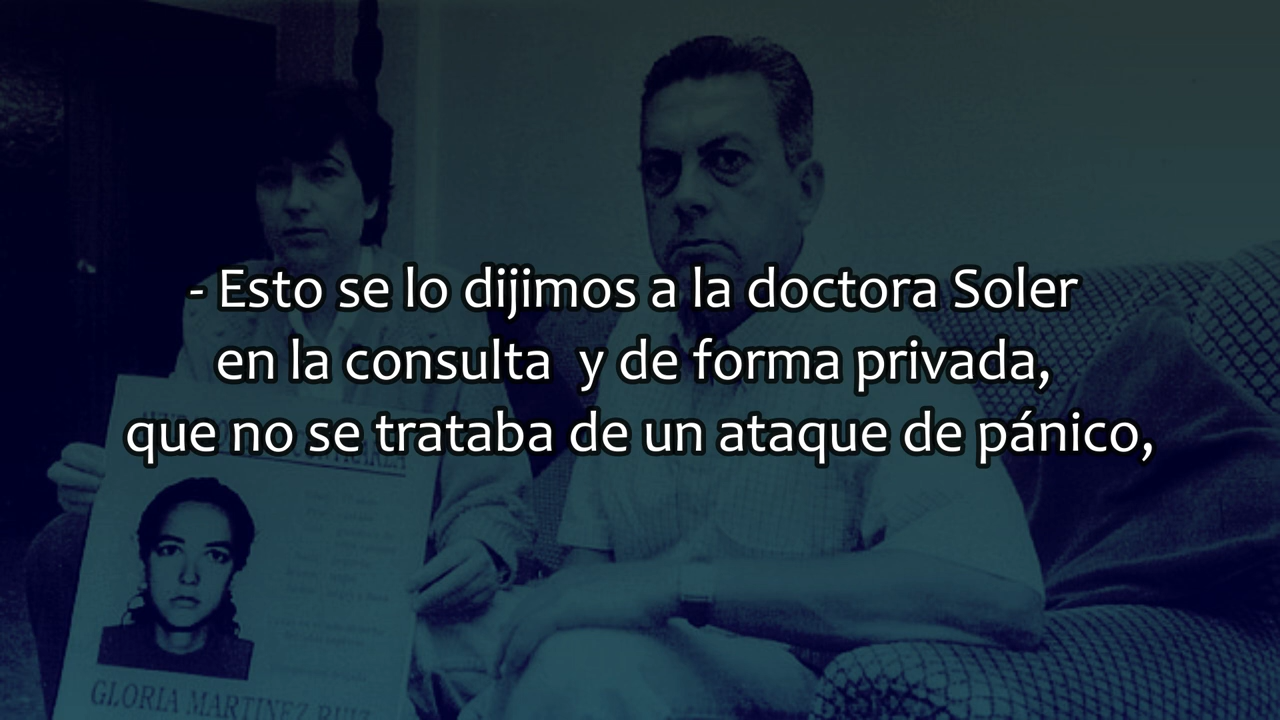 - Esto se lo dijimos a la doctora Soler
en la consulta y de forma privada,
que no se trataba de un ataque de pánico,
GLORIA MARTINEZ RUIZ